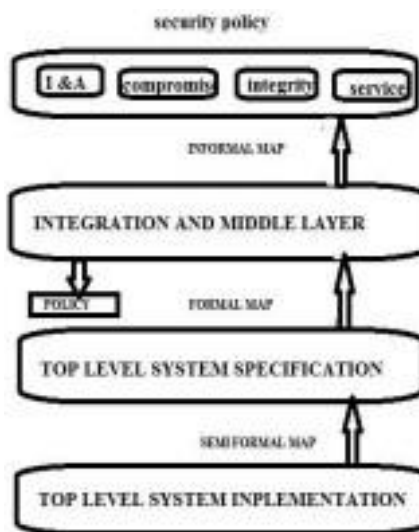 security policy
I &A compromis integrity service
INFORMAL MAP
INTEGRATION AND MIDDLE LAYER
POLICY FORMAL MAP
TOP LEVEL SYSTEM SPECIFICATION
SEMI FORMAL MAP
TOP LEVEL SYSTEM INPLEMENTATION